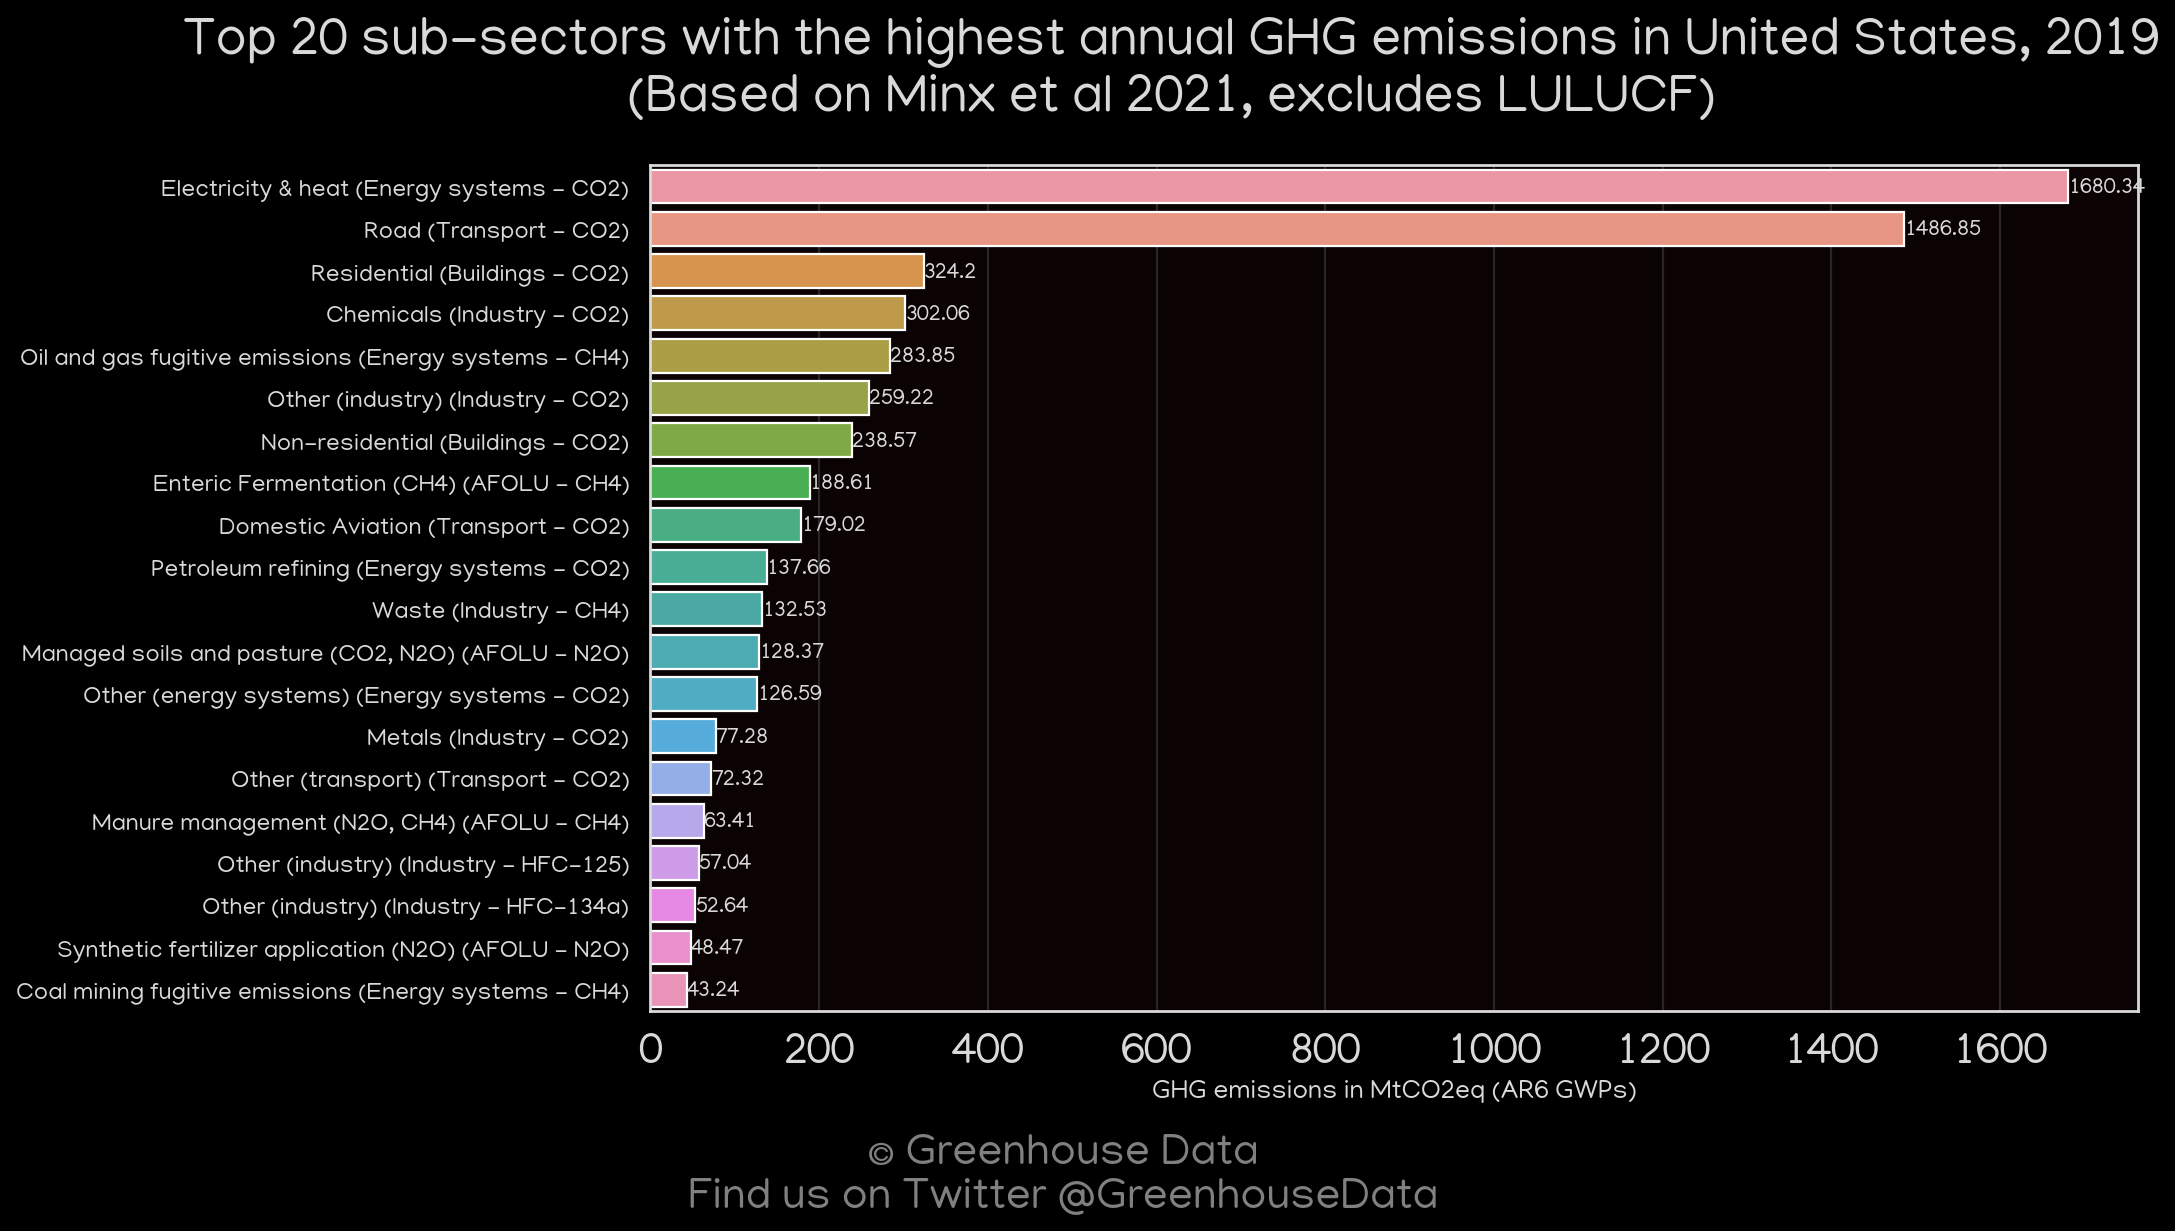 Top 20 sub-sectors with the highest annual GHG emissions in United States, 2019
(Based on Minx et al 2021, excludes LULUCF)
Electricity & heat (Energy systems - CO2) 1680.34
Road (Transport - CO2) 1486.85
Residential (Buildings - CO2) 324.2
Chemicals (Industry - CO2) 302.06
Oil and gas fugitive emissions (Energy systems - CH4) 283.85
Other (industry) (Industry - CO2) 259.22
Non-residential (Buildings - CO2) 238.57
Enteric Fermentation (CH4) (AFOLU - CH4) 188.61
Domestic Aviation (Transport - CO2) 179.02
Petroleum refining (Energy systems - CO2) 137.66
Waste (Industry - CH4) 132.53
Managed soils and pasture (CO2, N2O) (AFOLU - N2O) 128.37
Other (energy systems) (Energy systems - CO2) 126.59
Metals (Industry - CO2) 77.28
Other (transport) (Transport - CO2) 72.32
Manure management (N2O, CH4) (AFOLU - CH4) 63.41
Other (industry) (Industry - HFC-125) 57.04
Other (industry) (Industry - HFC-134a) 52.64
Synthetic fertilizer application (N2O) (AFOLU - N2O) 48.47
Coal mining fugitive emissions (Energy systems - CH4) 43.24
0 200 400 600 800 1000 1200 1400 1600
GHG emissions in MtCO2eq (AR6 GWPs)
© Greenhouse Data
Find us on Twitter @GreenhouseData